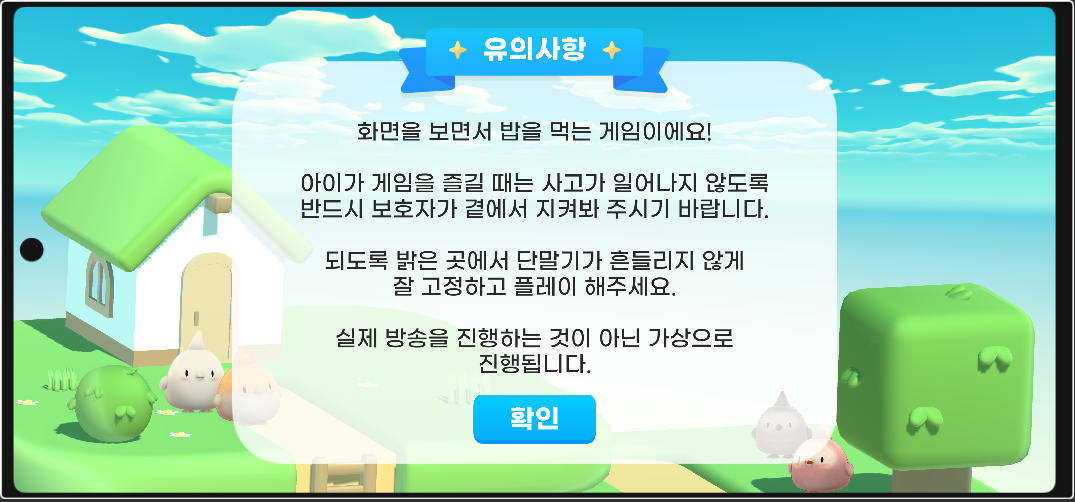 유의사항
화면을 보면서 밥을 먹는 게임이에요!
아이가 게임을 즐길 때는 사고가 일어나지 않도록
반드시 보호자가 곁에서 지켜봐 주시기 바랍니다.
되도록 밝은 곳에서 단말기가 흔들리지 않게
잘 고정하고 플레이 해주세요.
실제 방송을 진행하는 것이 아닌 가상으로
진행됩니다.
확인